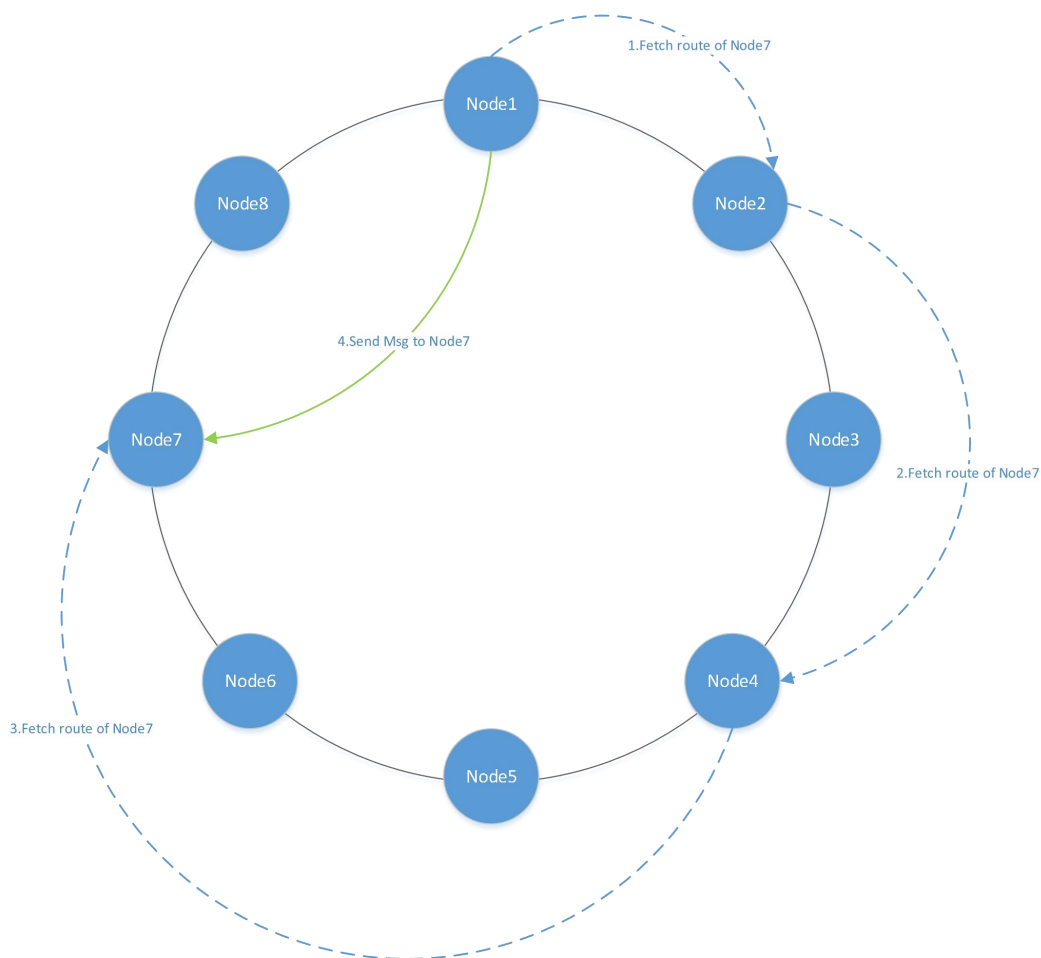 1.Fetch route of Node7
Node1
Node8
Node2
4.Send Msg to Node7
Node7
Node3
2.Fetch route of Node7
Node6
Node4
3.Fetch route of Node7
Node5